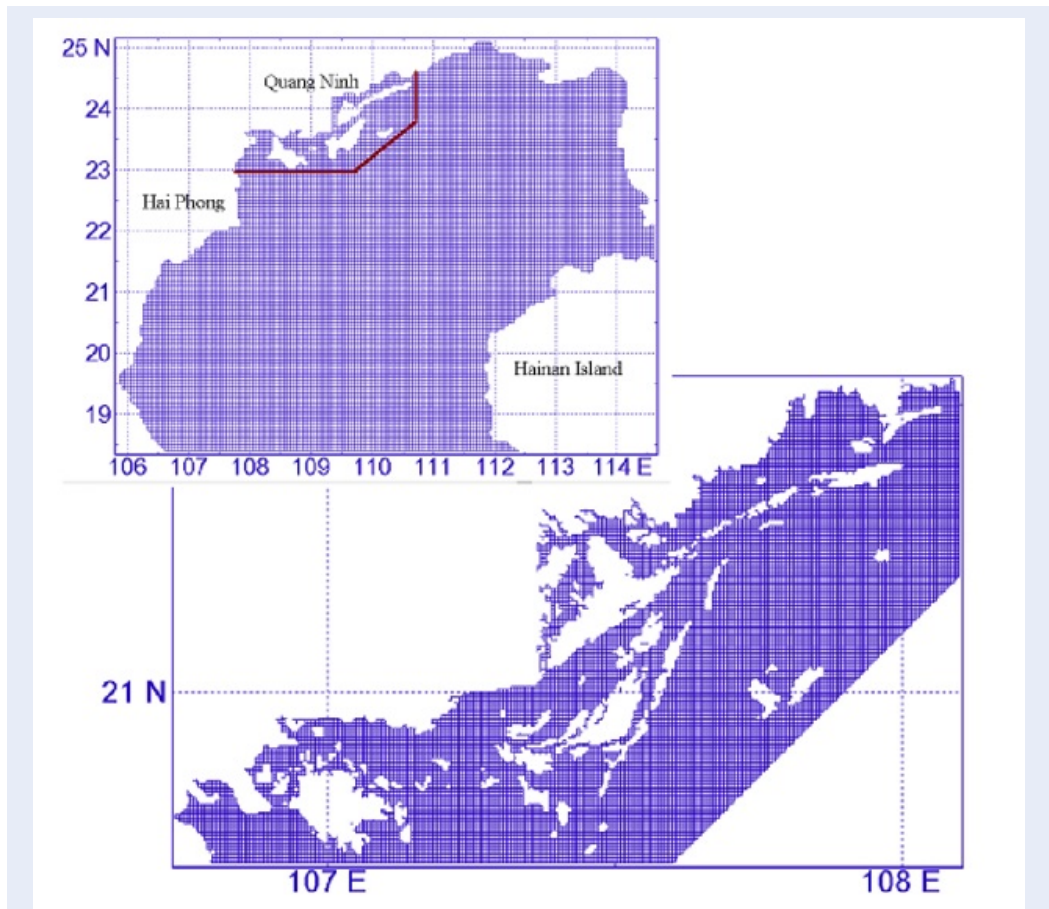 25 N
Quang Ninh
24
23
Hai Phong
22
21
20
Hainan Island
19
106 107 108 109 110 111 112 113 114 E
21 N
107 E 108 E